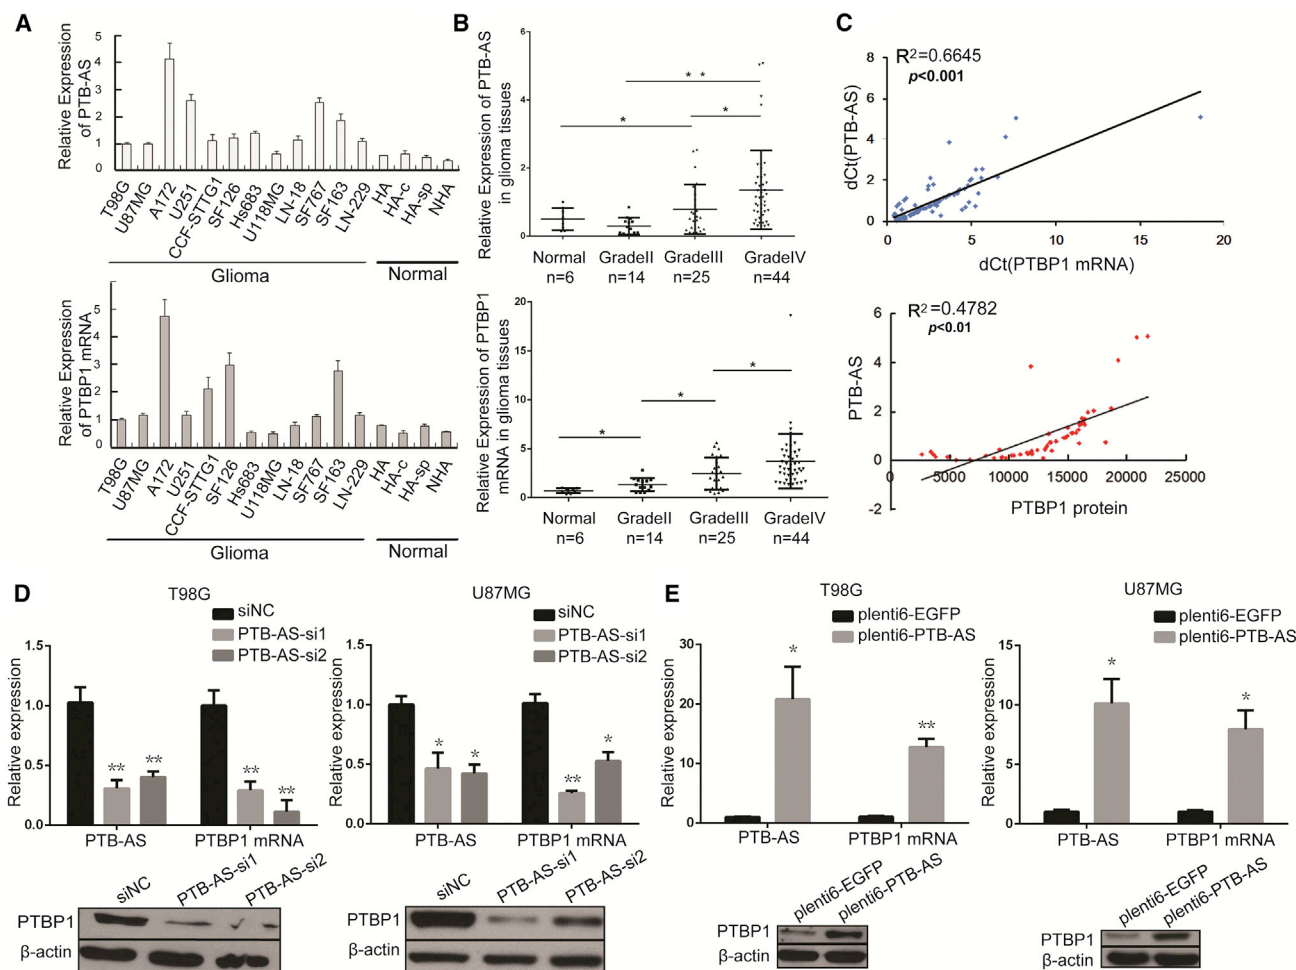 A
Relative Expression
of PTB-AS
5
4
3
2
1
0
T98G
U87MG
A172
U251
CCF-STTG1
SF126
Hs683
U118MG
LN-18
SF767
SF163
LN-229
HA
HA-c
HA-sp
NHA
Glioma
Normal
Relative Expression
of PTBP1 mRNA
5
3
2
1
0
T98G
U87MG
A172
U251
CCF-STTG1
SF126
Hs683
U118MG
LN-18
SF767
SF163
LN-229
HA
HA-c
HA-sp
NHA
Glioma
Normal
B
Relative Expression of PTB-AS
in glioma tissues
6
4
2
0
* *
*
*
Normal GradeII GradeIII GradeIV
n=6 n=14 n=25 n=44
Relative Expression of PTBP1
mRNA in glioma tissues
20
15
10
5
0
*
*
*
Normal GradeII GradeIII GradeIV
n=6 n=14 n=25 n=44
C
R²=0.6645
p<0.001
dCt(PTB-AS)
8
6
4
2
0
0 5 10 15 20
dCt(PTBP1 mRNA)
R²=0.4782
p<0.01
PTB-AS
6
4
2
0
-2
0 5000 10000 15000 20000 25000
PTBP1 protein
D
T98G
siNC
PTB-AS-si1
PTB-AS-si2
Relative expression
1.5
1.0
0.5
0.0
** ** ** **
PTB-AS PTBP1 mRNA
siNC PTB-AS-si1 PTB-AS-si2
PTBP1
β-actin
U87MG
siNC
PTB-AS-si1
PTB-AS-si2
Relative expression
1.5
1.0
0.5
0.0
* * ** *
PTB-AS PTBP1 mRNA
siNC PTB-AS-si1 PTB-AS-si2
PTBP1
β-actin
E
T98G
plenti6-EGFP
plenti6-PTB-AS
Relative expression
30
20
10
0
* **
PTB-AS PTBP1 mRNA
plenti6-EGFP
plenti6-PTB-AS
PTBP1
β-actin
U87MG
plenti6-EGFP
plenti6-PTB-AS
Relative expression
15
10
5
0
* *
PTB-AS PTBP1 mRNA
plenti6-EGFP
plenti6-PTB-AS
PTBP1
β-actin